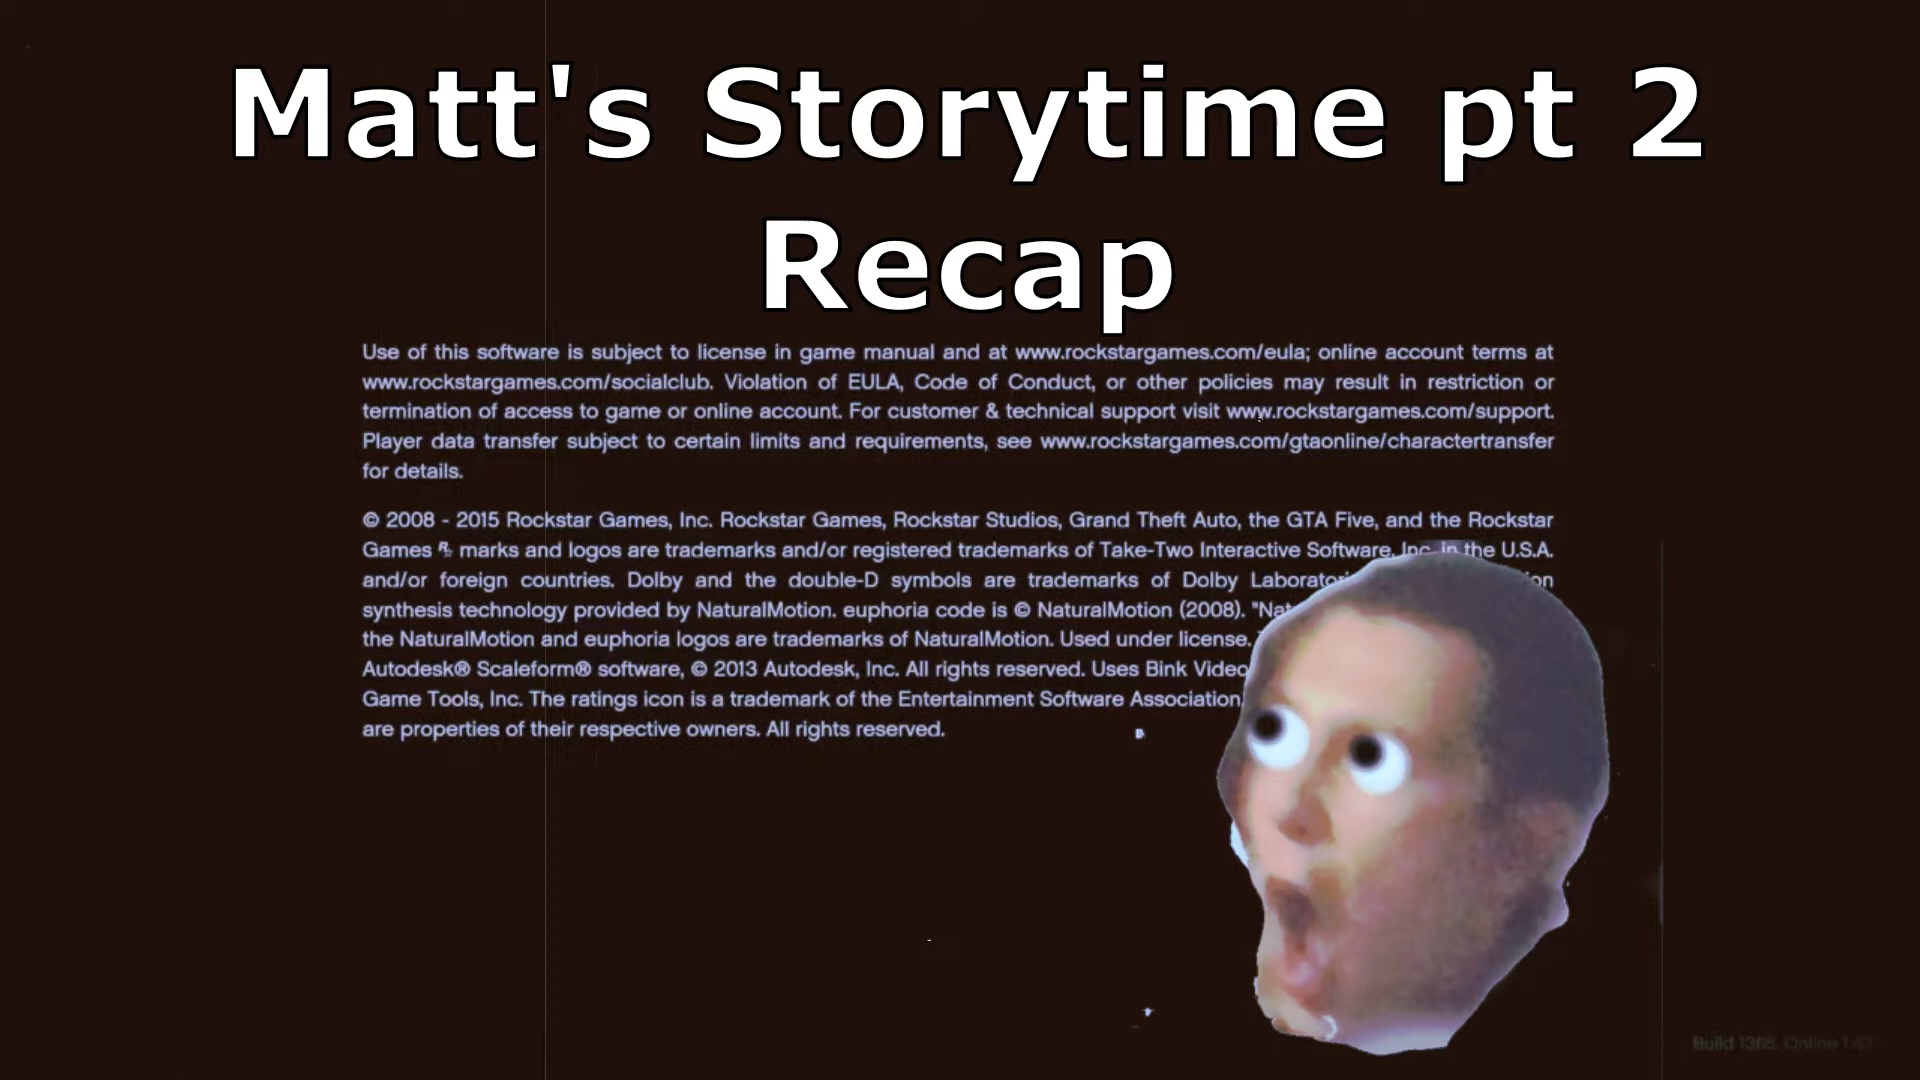 Matt's Storytime pt 2
Recap
Use of this software is subject to license in game manual and at www.rockstargames.com/eula; online account terms at
www.rockstargames.com/socialclub. Violation of EULA, Code of Conduct, or other policies may result in restriction or
termination of access to game or online account. For customer & technical support visit www.rockstargames.com/support.
Player data transfer subject to certain limits and requirements, see www.rockstargames.com/gtaonline/charactertransfer
for details.
© 2008 - 2015 Rockstar Games, Inc. Rockstar Games, Rockstar Studios, Grand Theft Auto, the GTA Five, and the Rockstar
Games marks and logos are trademarks and/or registered trademarks of Take-Two Interactive Software, Inc. in the U.S.A.
and/or foreign countries. Dolby and the double-D symbols are trademarks of Dolby
synthesis technology provided by NaturalMotion. euphoria code is © NaturalMotion (2008).
the NaturalMotion and euphoria logos are trademarks of NaturalMotion. Used under license.
Autodesk® Scaleform® software, © 2013 Autodesk, Inc. All rights reserved. Uses Bink Video
Game Tools, Inc. The ratings icon is a trademark of the Entertainment Software Association
are properties of their respective owners. All rights reserved.
Build Online